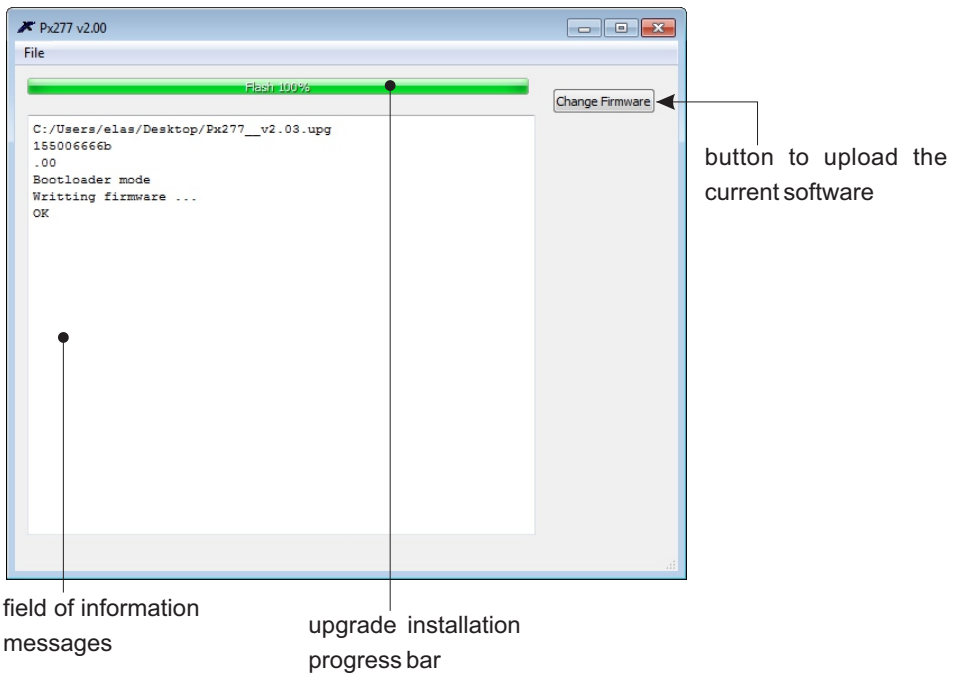 Px277 v2.00
File
Flash 100%
Change Firmware
C:/Users/elas/Desktop/Px277__v2.03.upg
155006666b
.00
Bootloader mode
Writting firmware ...
OK
button to upload the
current software
field of information
messages
upgrade installation
progress bar